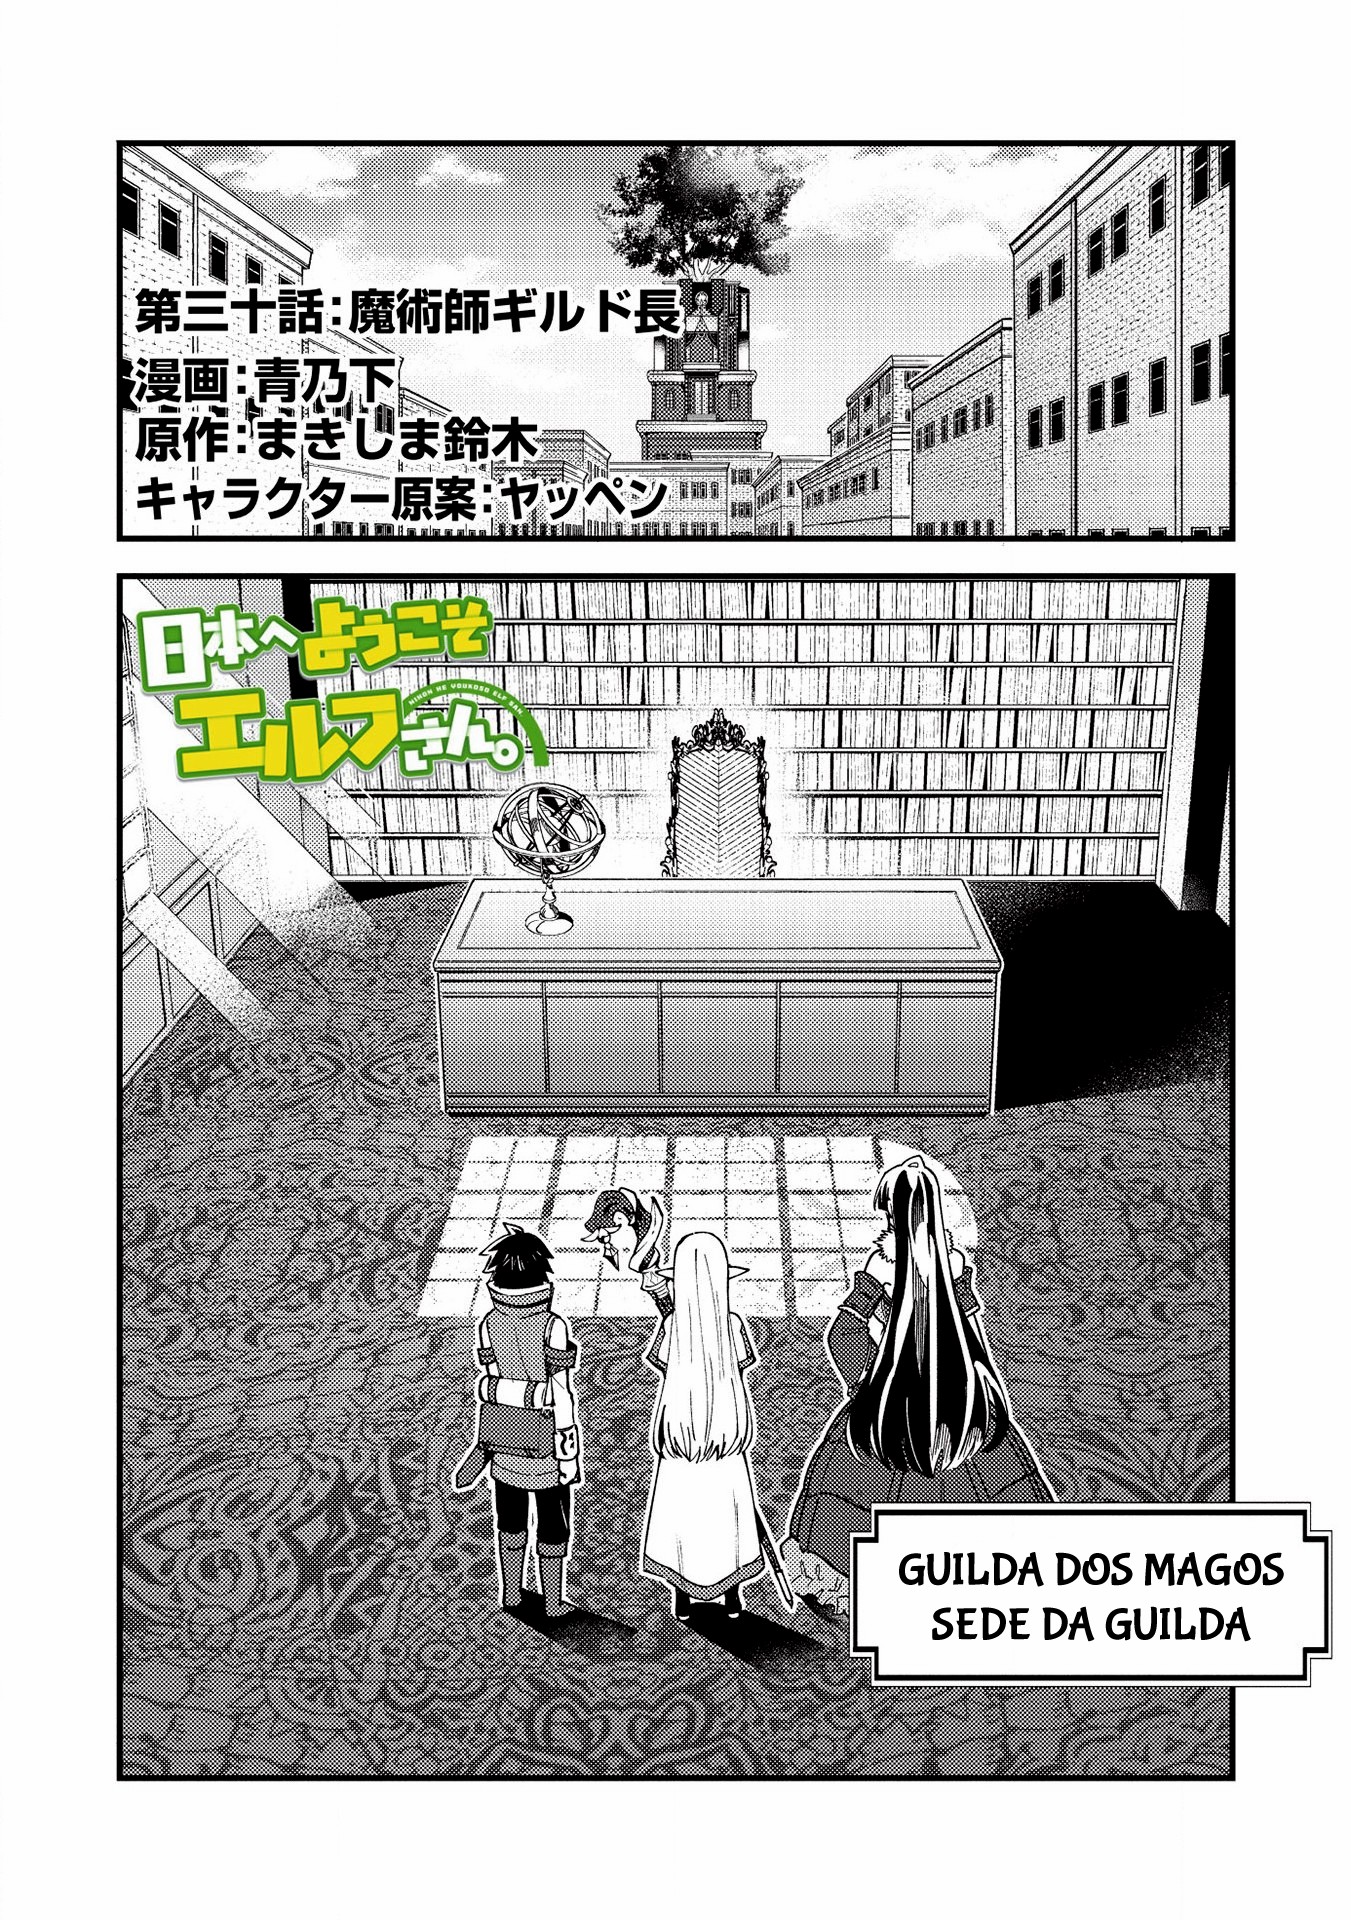 第三十話：魔術師ギルド長
漫画：青乃下
原作：まきしま鈴木
キャラクター原案：ヤッペン
日本へようこそ
エルフさん。
NIHON HE YOUKOSO ELF SAN.
GUILDA DOS MAGOS
SEDE DA GUILDA